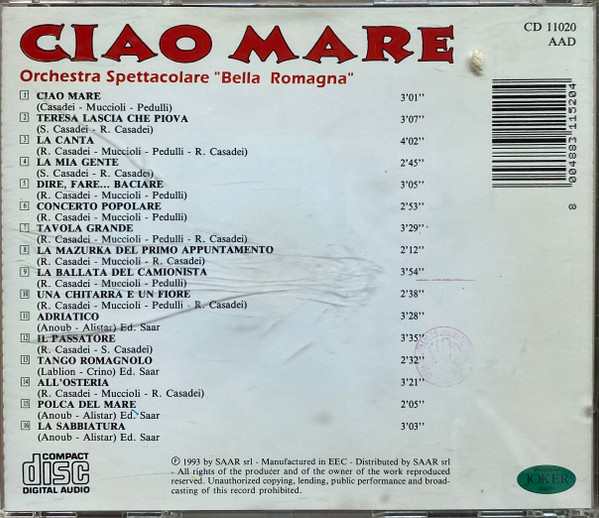 CIAO MARE
CD 11020
AAD
Orchestra Spettacolare "Bella Romagna"
1 CIAO MARE 3'01''
(Casadei - Muccioli - Pedulli)
2 TERESA LASCIA CHE PIOVA 3'07''
(S. Casadei - R. Casadei)
3 LA CANTA 4'02''
(R. Casadei - Muccioli - Pedulli - R. Casadei)
4 LA MIA GENTE 2'45''
(S. Casadei - R. Casadei)
5 DIRE, FARE... BACIARE 3'05''
(R. Casadei - Muccioli - Pedulli)
6 CONCERTO POPOLARE 2'53''
(R. Casadei - Muccioli - Pedulli)
7 TAVOLA GRANDE 3'29''
(R. Casadei - Muccioli - Pedulli - R. Casadei)
8 LA MAZURKA DEL PRIMO APPUNTAMENTO 2'12''
(R. Casadei - Muccioli - R. Casadei)
9 LA BALLATA DEL CAMIONISTA 3'54''
(R. Casadei - Muccioli - Pedulli)
10 UNA CHITARRA E UN FIORE 2'38''
(R. Casadei - Muccioli - Pedulli - R. Casadei)
11 ADRIATICO 3'28''
(Anoub - Alistar) Ed. Saar
12 IL PASSATORE 3'35''
(R. Casadei - S. Casadei)
13 TANGO ROMAGNOLO 2'32''
(Lablion - Crino) Ed. Saar
14 ALL'OSTERIA 3'21''
(R. Casadei - Muccioli - R. Casadei)
15 POLCA DEL MARE 2'05''
(Anoub - Alistar) Ed. Saar
16 LA SABBIATURA 3'03''
(Anoub - Alistar) Ed. Saar
8 004883 115204
COMPACT
disc
DIGITAL AUDIO
℗ 1993 by SAAR srl - Manufactured in EEC - Distributed by SAAR srl
- All rights of the producer and of the owner of the work reproduced
reserved. Unauthorized copying, lending, public performance and broad-
casting of this record prohibited.
JOKER